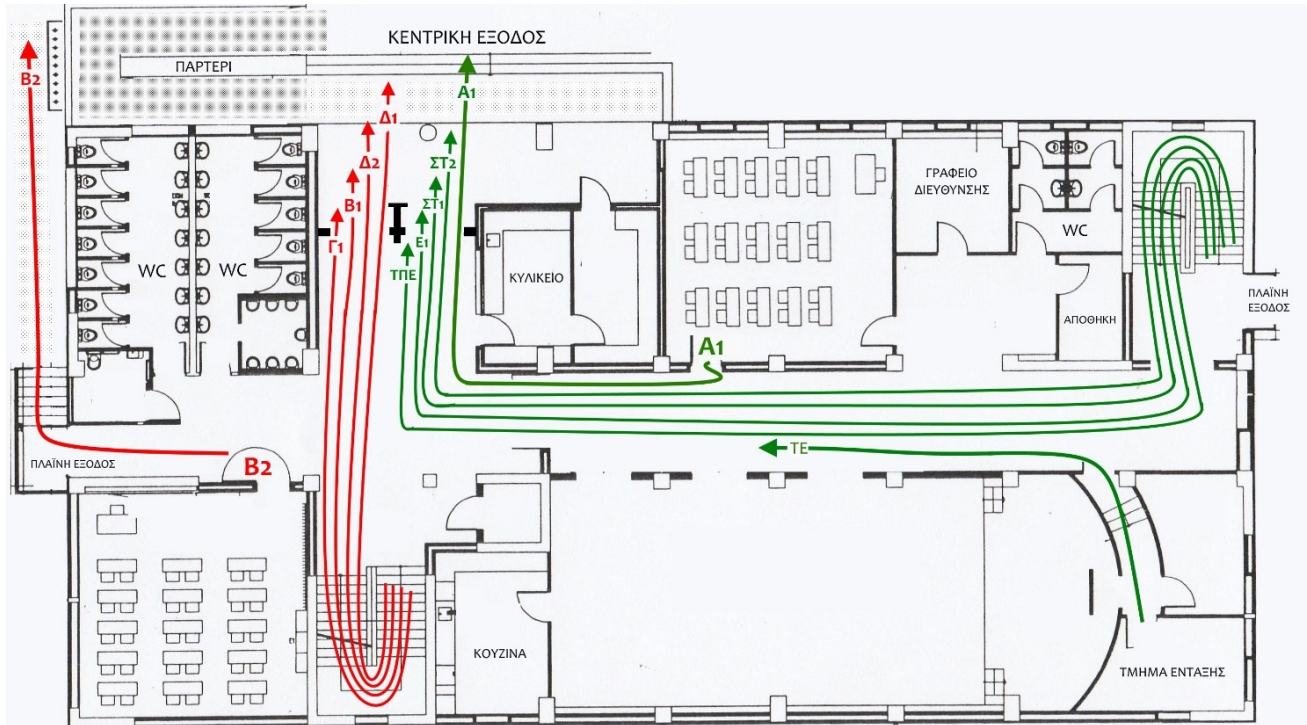 ΚΕΝΤΡΙΚΗ ΕΞΟΔΟΣ
ΠΑΡΤΕΡΙ
Β2
Α1
Δ1
Δ2
ΣΤ2
Β1
ΣΤ1
Γ1
Ε1
ΤΠΕ
WC
WC
ΚΥΛΙΚΕΙΟ
ΓΡΑΦΕΙΟ
ΔΙΕΥΘΥΝΣΗΣ
WC
ΑΠΟΘΗΚΗ
ΠΛΑΪΝΗ
ΕΞΟΔΟΣ
Α1
ΠΛΑΪΝΗ ΕΞΟΔΟΣ
Β2
ΤΕ
ΚΟΥΖΙΝΑ
ΤΜΗΜΑ ΕΝΤΑΞΗΣ